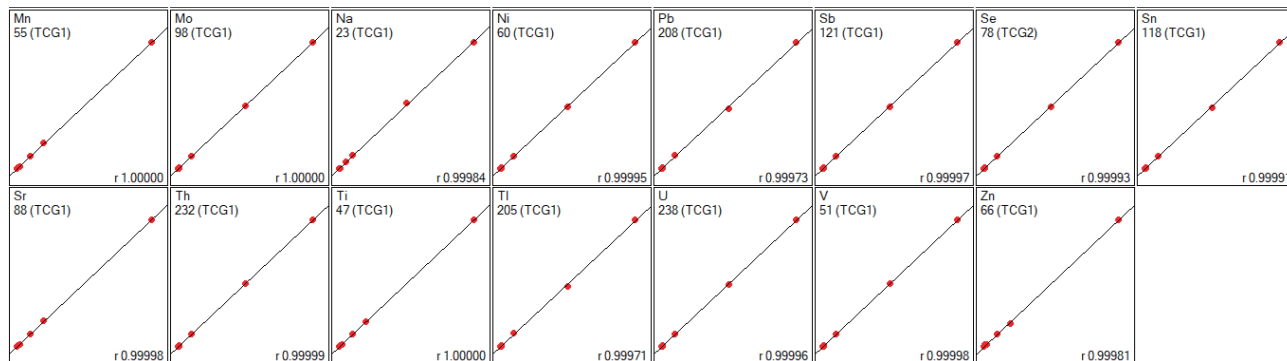 Mn
55 (TCG1)
r 1.00000
Mo
98 (TCG1)
r 1.00000
Na
23 (TCG1)
r 0.99984
Ni
60 (TCG1)
r 0.99995
Pb
208 (TCG1)
r 0.99973
Sb
121 (TCG1)
r 0.99997
Se
78 (TCG2)
r 0.99993
Sn
118 (TCG1)
r 0.99991
Sr
88 (TCG1)
r 0.99998
Th
232 (TCG1)
r 0.99999
Ti
47 (TCG1)
r 1.00000
Tl
205 (TCG1)
r 0.99971
U
238 (TCG1)
r 0.99996
V
51 (TCG1)
r 0.99998
Zn
66 (TCG1)
r 0.99981